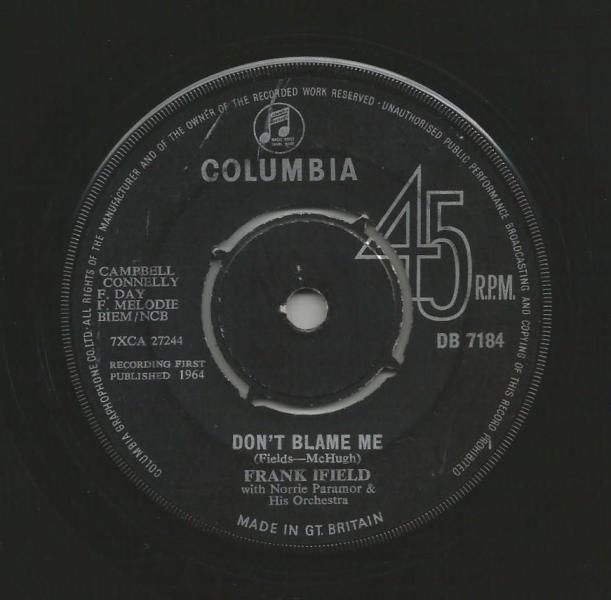 COLUMBIA GRAPHOPHONE CO. LTD·ALL RIGHTS OF THE MANUFACTURER AND OF THE OWNER OF THE RECORDED WORK RESERVED·UNAUTHORISED PUBLIC PERFORMANCE BROADCASTING AND COPYING OF THIS RECORD PROHIBITED
COLUMBIA
45
R.P.M.
CAMPBELL
CONNELLY
F. DAY
F. MELODIE
BIEM/NCB
7XCA 27244
DB 7184
RECORDING FIRST
PUBLISHED 1964
DON'T BLAME ME
(Fields—McHugh)
FRANK IFIELD
with Norrie Paramor &
His Orchestra
MADE IN GT. BRITAIN